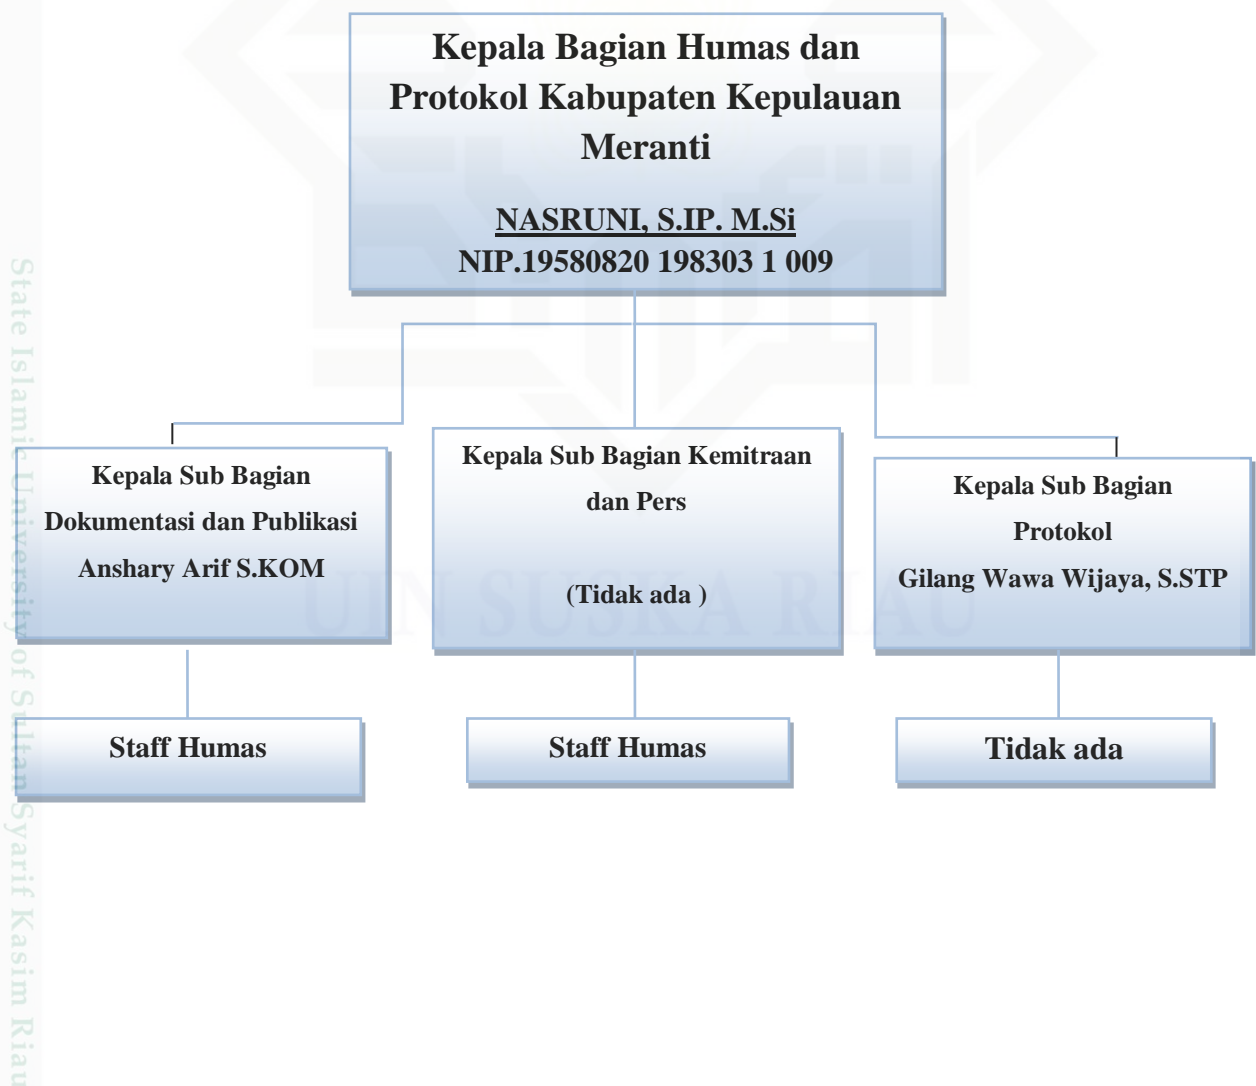 Kepala Bagian Humas dan
Protokol Kabupaten Kepulauan
Meranti
NASRUNI, S.IP. M.Si
NIP.19580820 198303 1 009
Kepala Sub Bagian
Dokumentasi dan Publikasi
Anshary Arif S.KOM
Kepala Sub Bagian Kemitraan
dan Pers
(Tidak ada )
Kepala Sub Bagian
Protokol
Gilang Wawa Wijaya, S.STP
Staff Humas
Staff Humas
Tidak ada
UIN SUSKA RIAU
State Islamic University of Sultan Syarif Kasim Riau